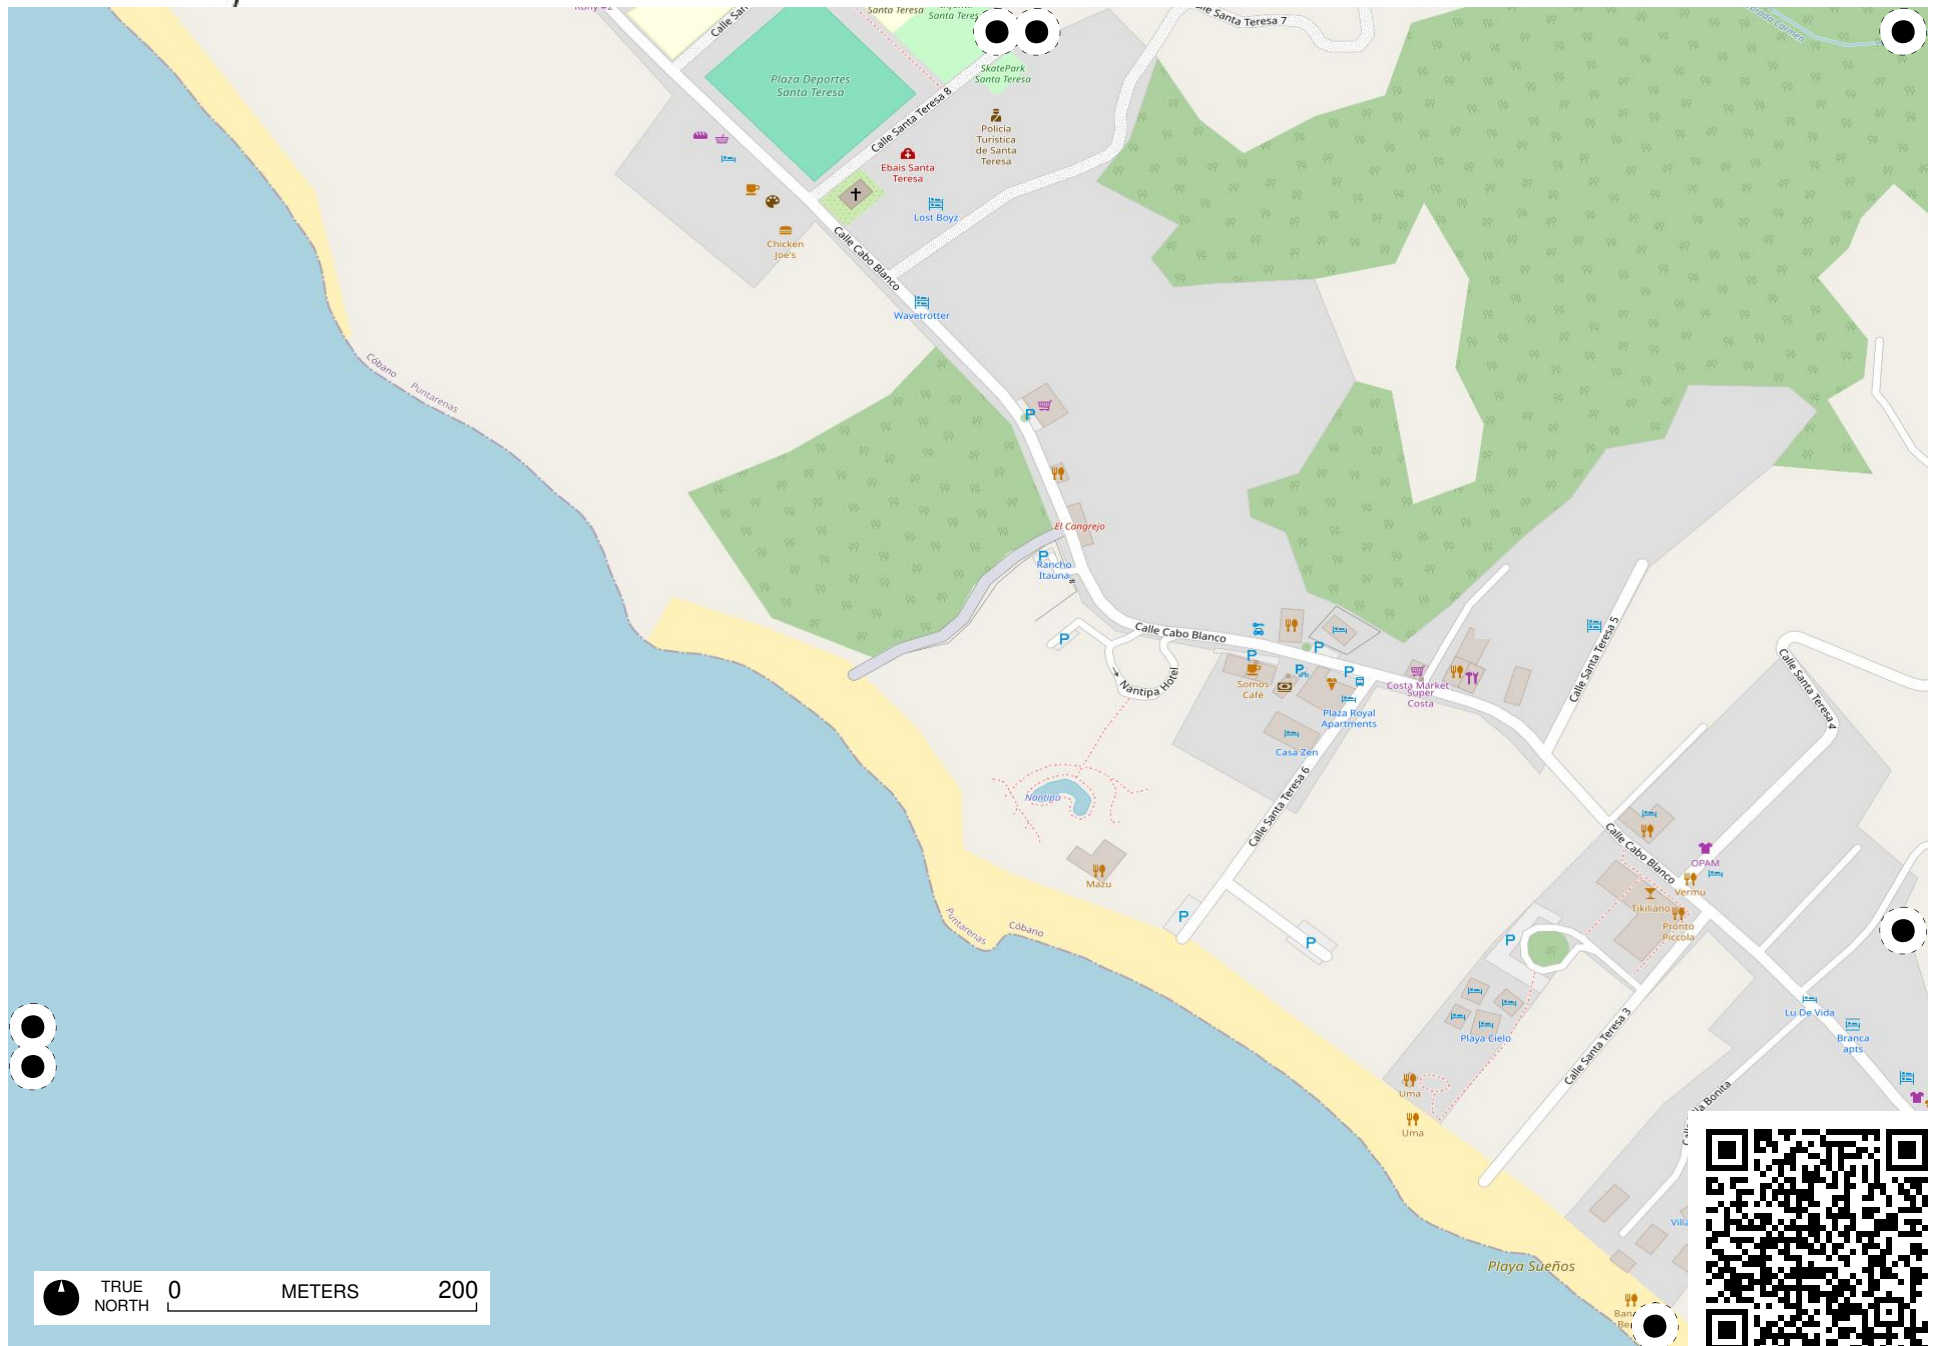 Santa Teresa
Santa Teresa 7
Plaza Deportes
Santa Teresa
SkatePark
Santa Teresa
Calle Santa Teresa 8
Policía
Turística
de Santa
Teresa
Ebais Santa
Teresa
Lost Boyz
Chicken
Joe's
Calle Cabo Blanco
Wavetrotter
Cóbano
Puntarenas
P
El Cangrejo
P
Rancho
Itauna
P
Calle Cabo Blanco
Nantipa Hotel
P
P
P
P
Somos
Café
Plaza Royal
Apartments
Casa Zen
Costa Market
Super
Costa
Calle Santa Teresa 5
Calle Santa Teresa 4
Nantipa
Calle Santa Teresa 6
Mazu
Calle Cabo Blanco
OPAM
Vermu
Tikiliano
Pronto
Piccola
Puntarenas
Cóbano
P
P
P
Playa Cielo
Lu De Vida
Branca
apts
Calle Santa Teresa 3
Uma
Uma
Playa Sueños
TRUE
NORTH
0 METERS 200